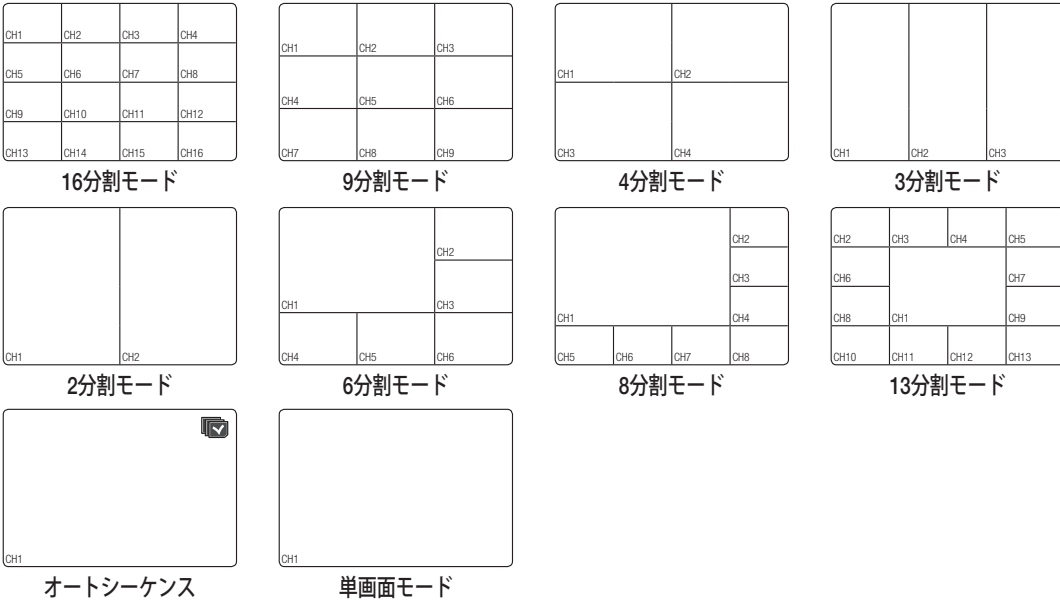 CH1 CH2 CH3 CH4
CH5 CH6 CH7 CH8
CH9 CH10 CH11 CH12
CH13 CH14 CH15 CH16
16分割モード
CH1 CH2 CH3
CH4 CH5 CH6
CH7 CH8 CH9
9分割モード
CH1 CH2
CH3 CH4
4分割モード
CH1 CH2 CH3
3分割モード
CH1 CH2
2分割モード
CH2
CH1 CH3
CH4 CH5 CH6
6分割モード
CH2
CH3
CH1 CH4
CH5 CH6 CH7 CH8
8分割モード
CH2 CH3 CH4 CH5
CH6 CH7
CH8 CH1 CH9
CH10 CH11 CH12 CH13
13分割モード
CH1
オートシーケンス
CH1
単画面モード